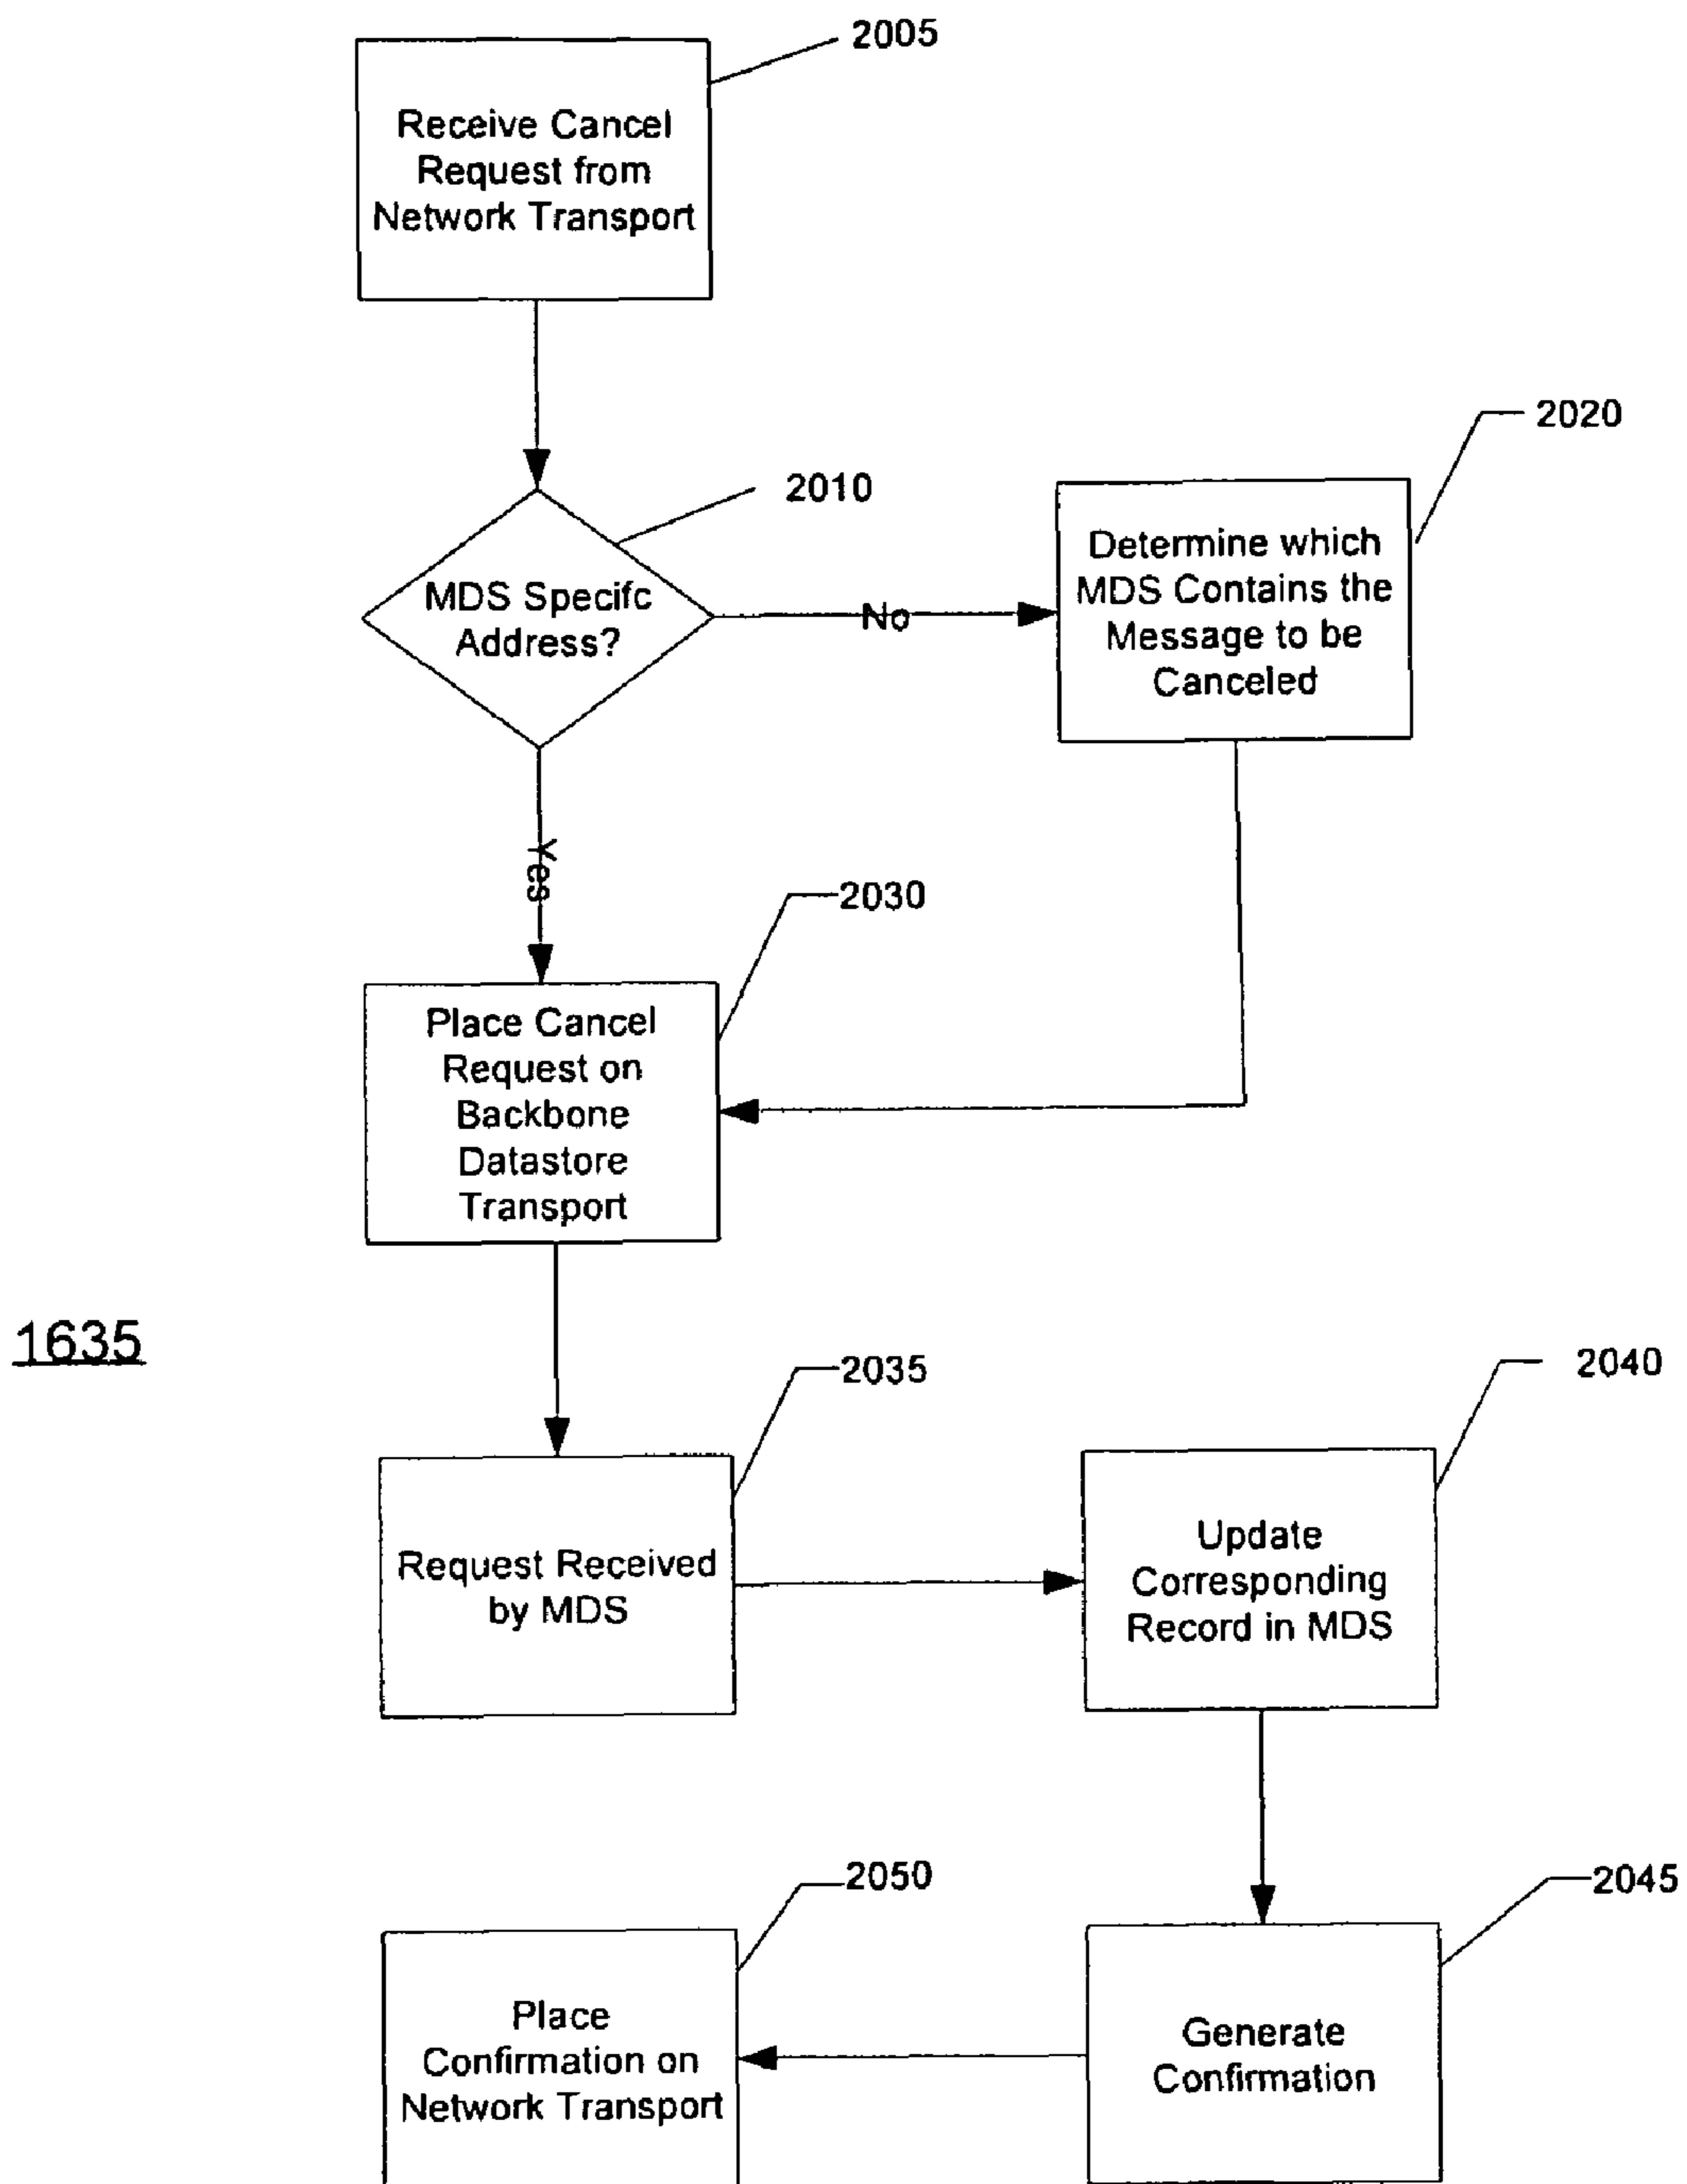 2005
Receive Cancel
Request from
Network Transport
2010
MDS Specifc
Address?
No
2020
Determine which
MDS Contains the
Message to be
Canceled
Yes
2030
Place Cancel
Request on
Backbone
Datastore
Transport
1635
2035
Request Received
by MDS
2040
Update
Corresponding
Record in MDS
2045
Generate
Confirmation
2050
Place
Confirmation on
Network Transport